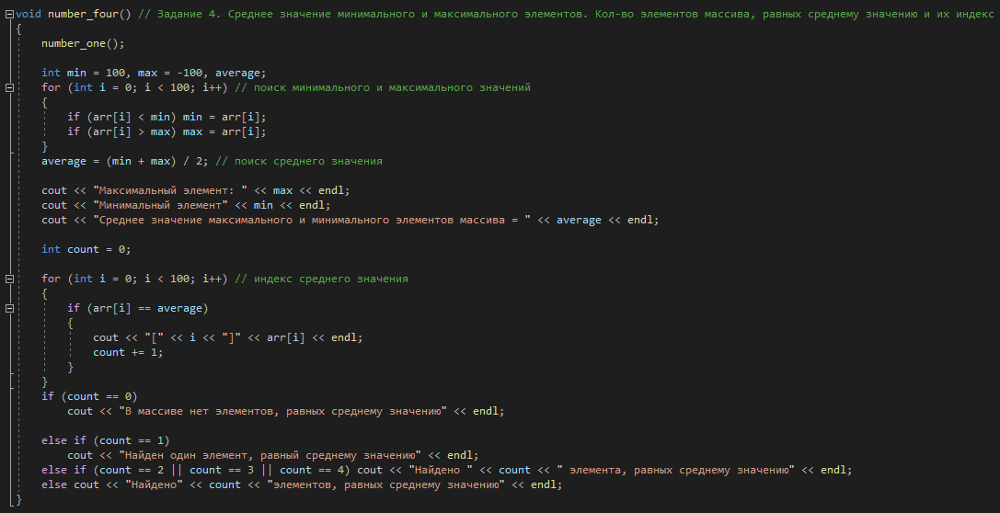 void number_four() // Задание 4. Среднее значение минимального и максимального элементов. Кол-во элементов массива, равных среднему значению и их индекс
{
    number_one();

    int min = 100, max = -100, average;
    for (int i = 0; i < 100; i++) // поиск минимального и максимального значений
    {
        if (arr[i] < min) min = arr[i];
        if (arr[i] > max) max = arr[i];
    }
    average = (min + max) / 2; // поиск среднего значения

    cout << "Максимальный элемент: " << max << endl;
    cout << "Минимальный элемент" << min << endl;
    cout << "Среднее значение максимального и минимального элементов массива = " << average << endl;

    int count = 0;

    for (int i = 0; i < 100; i++) // индекс среднего значения
    {
        if (arr[i] == average)
        {
            cout << "[" << i << "]" << arr[i] << endl;
            count += 1;
        }
    }
    if (count == 0)
        cout << "В массиве нет элементов, равных среднему значению" << endl;

    else if (count == 1)
        cout << "Найден один элемент, равный среднему значению" << endl;
    else if (count == 2 || count == 3 || count == 4) cout << "Найдено " << count << " элемента, равных среднему значению" << endl;
    else cout << "Найдено" << count << "элементов, равных среднему значению" << endl;
}